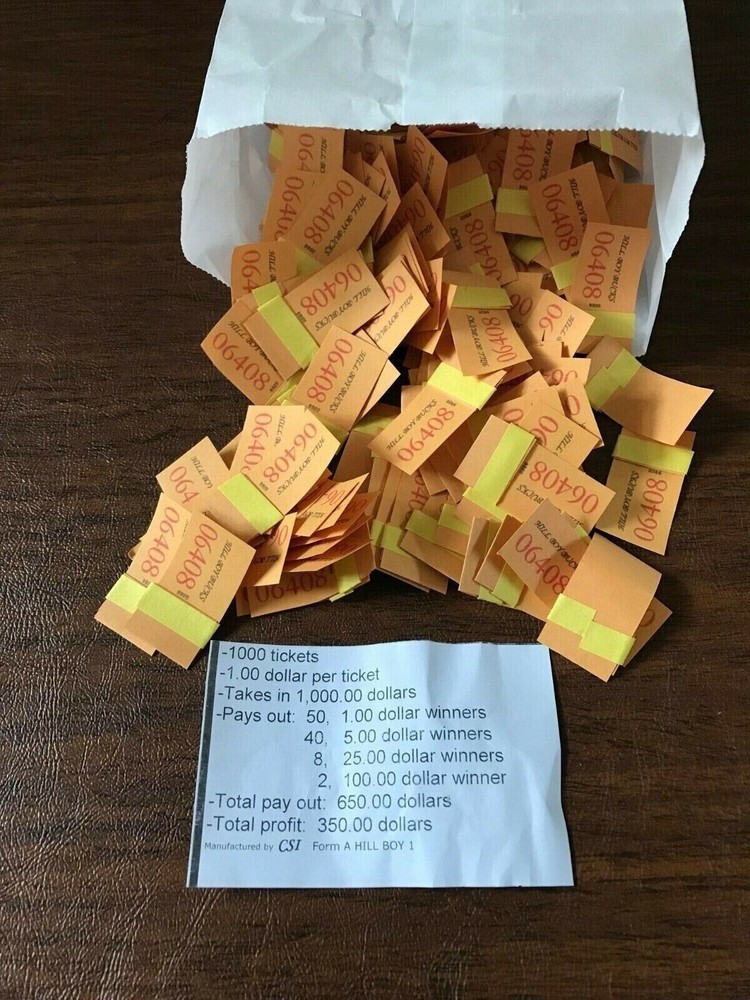 06408
HILL BOY BUCKS
-1000 tickets
-1.00 dollar per ticket
-Takes in 1,000.00 dollars
-Pays out: 50, 1.00 dollar winners
40, 5.00 dollar winners
8, 25.00 dollar winners
2, 100.00 dollar winner
-Total pay out: 650.00 dollars
-Total profit: 350.00 dollars
Manufactured by CSI Form A HILL BOY 1